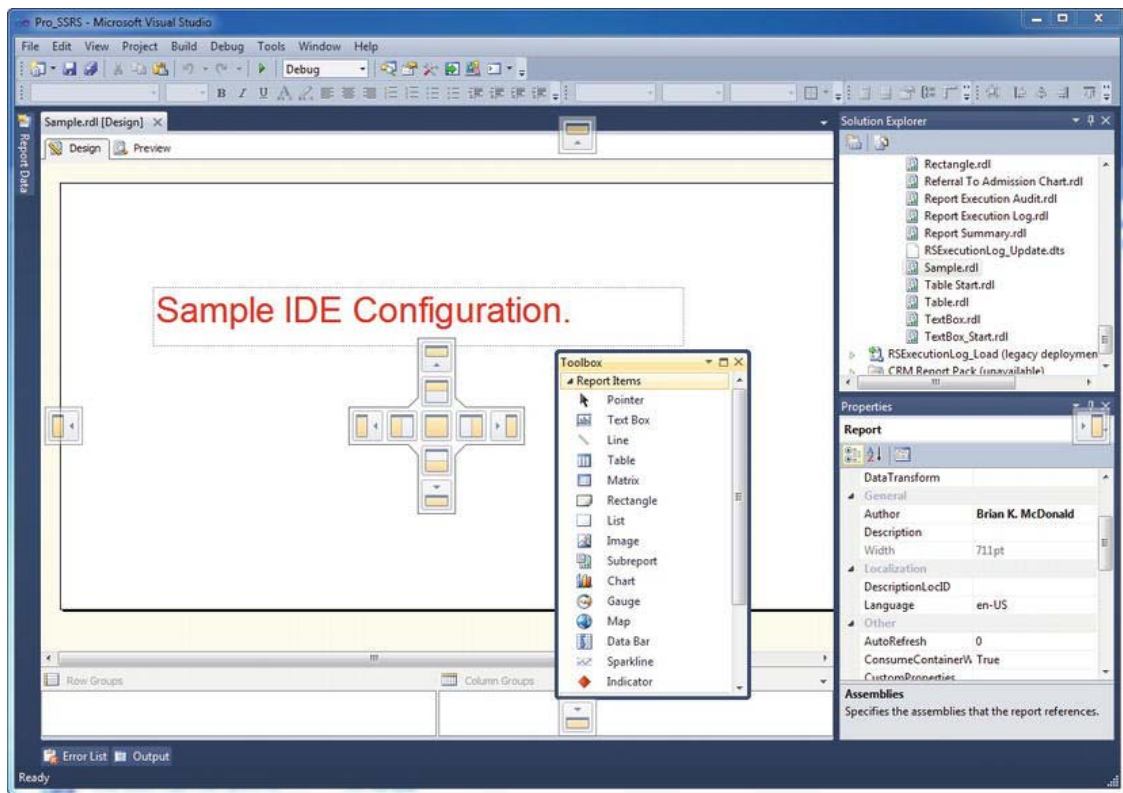 Pro_SSRS - Microsoft Visual Studio
File Edit View Project Build Debug Tools Window Help
Debug
B I U A
Sample.rdl [Design]
Design Preview
Report Data
Sample IDE Configuration.
Toolbox
Report Items
Pointer
Text Box
Line
Table
Matrix
Rectangle
List
Image
Subreport
Chart
Gauge
Map
Data Bar
Sparkline
Indicator
Row Groups
Column Groups
Solution Explorer
Rectangle.rdl
Referral To Admission Chart.rdl
Report Execution Audit.rdl
Report Execution Log.rdl
Report Summary.rdl
RSExecutionLog_Update.dts
Sample.rdl
Table Start.rdl
Table.rdl
TextBox.rdl
TextBox_Start.rdl
RSExecutionLog_Load (legacy deploymen
CRM Report Pack (unavailable)
Properties
Report
DataTransform
General
Author Brian K. McDonald
Description
Width 711pt
Localization
DescriptionLocID
Language en-US
Other
AutoRefresh 0
ConsumeContainerW True
CustomProperties
Assemblies
Specifies the assemblies that the report references.
Error List Output
Ready